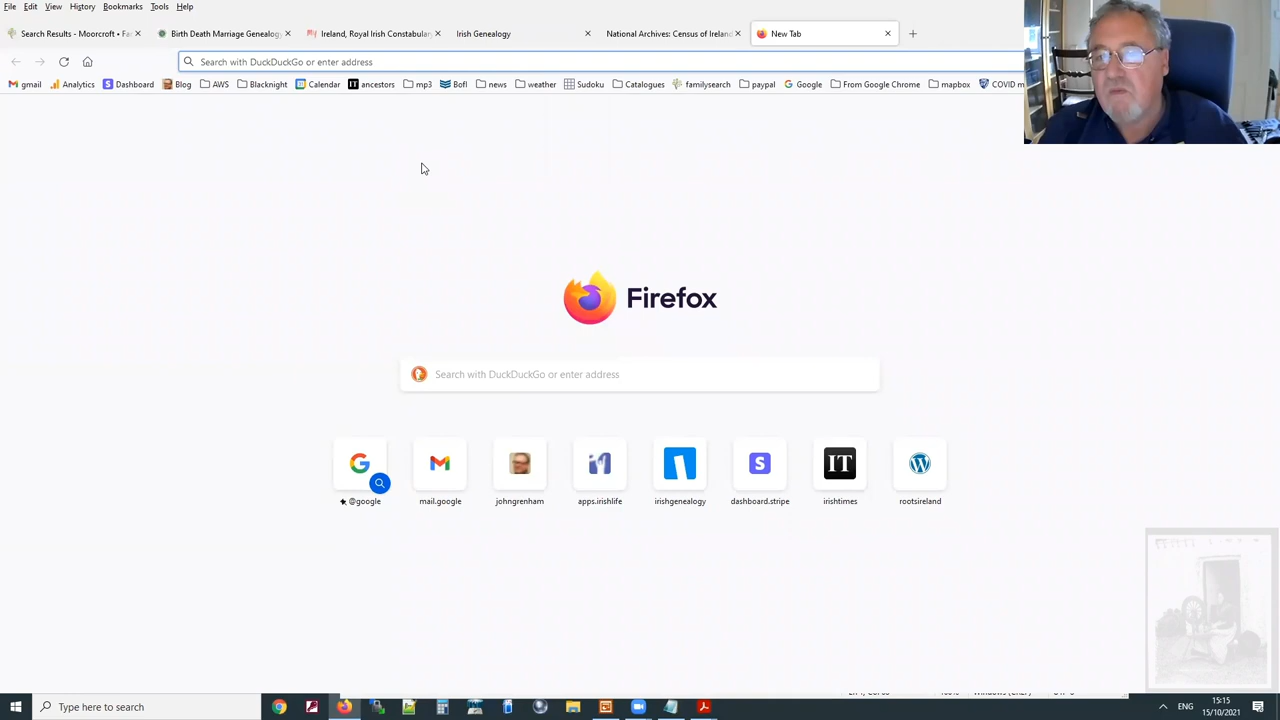 File Edit View History Bookmarks Tools Help
Search Results - Moorcroft • Fa
Birth Death Marriage Genealogy
Ireland, Royal Irish Constabular
Irish Genealogy
National Archives: Census of Ireland
New Tab
Search with DuckDuckGo or enter address
gmail Analytics Dashboard Blog AWS Blacknight Calendar ancestors mp3 BofI news weather Sudoku Catalogues familysearch paypal Google From Google Chrome mapbox COVID m
Firefox
Search with DuckDuckGo or enter address
@google mail.google johngrenham apps.irishlife irishgenealogy dashboard.stripe irishtimes rootsireland
Type here to search
ENG
15:15
15/10/2021